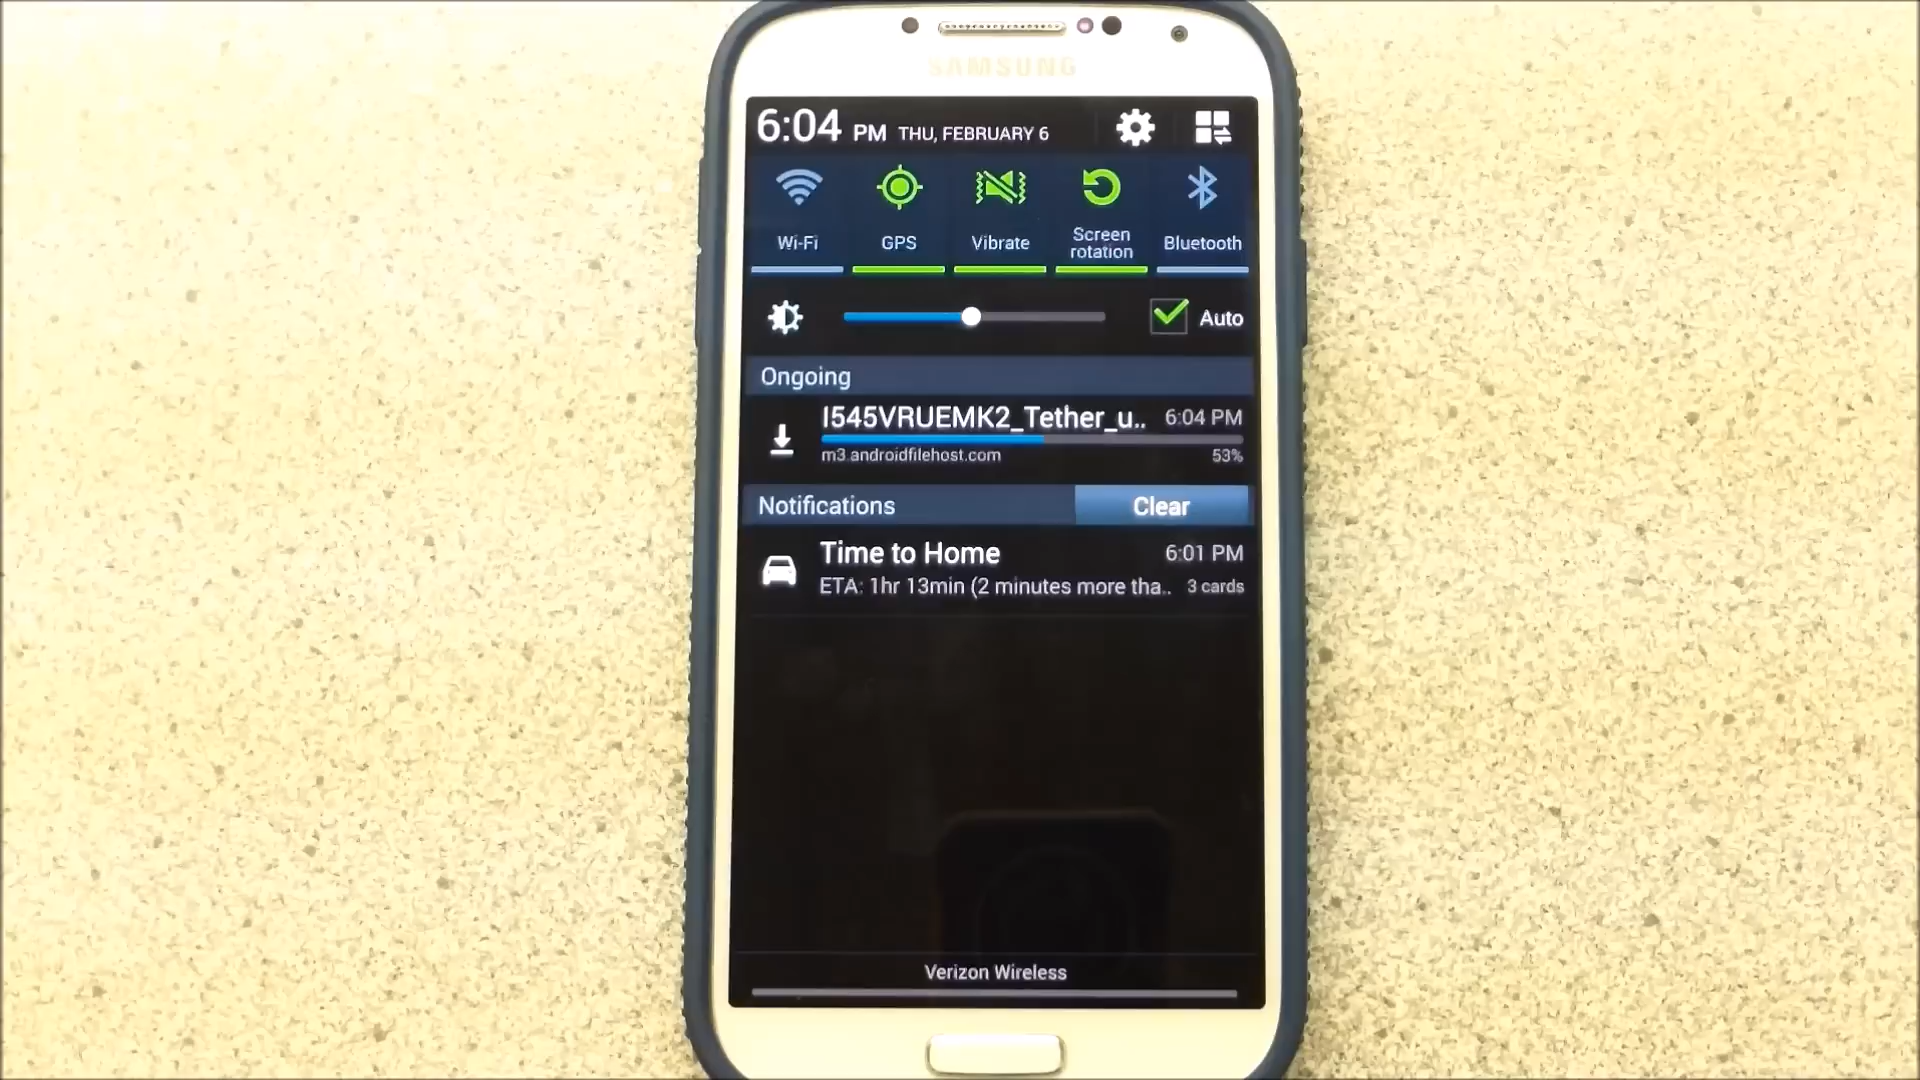 SAMSUNG
6:04 PM THU, FEBRUARY 6
Wi-Fi GPS Vibrate Screen rotation Bluetooth
Auto
Ongoing
I545VRUEMK2_Tether_u.. 6:04 PM
m3.androidfilehost.com 53%
Notifications Clear
Time to Home 6:01 PM
ETA: 1hr 13min (2 minutes more tha.. 3 cards
Verizon Wireless